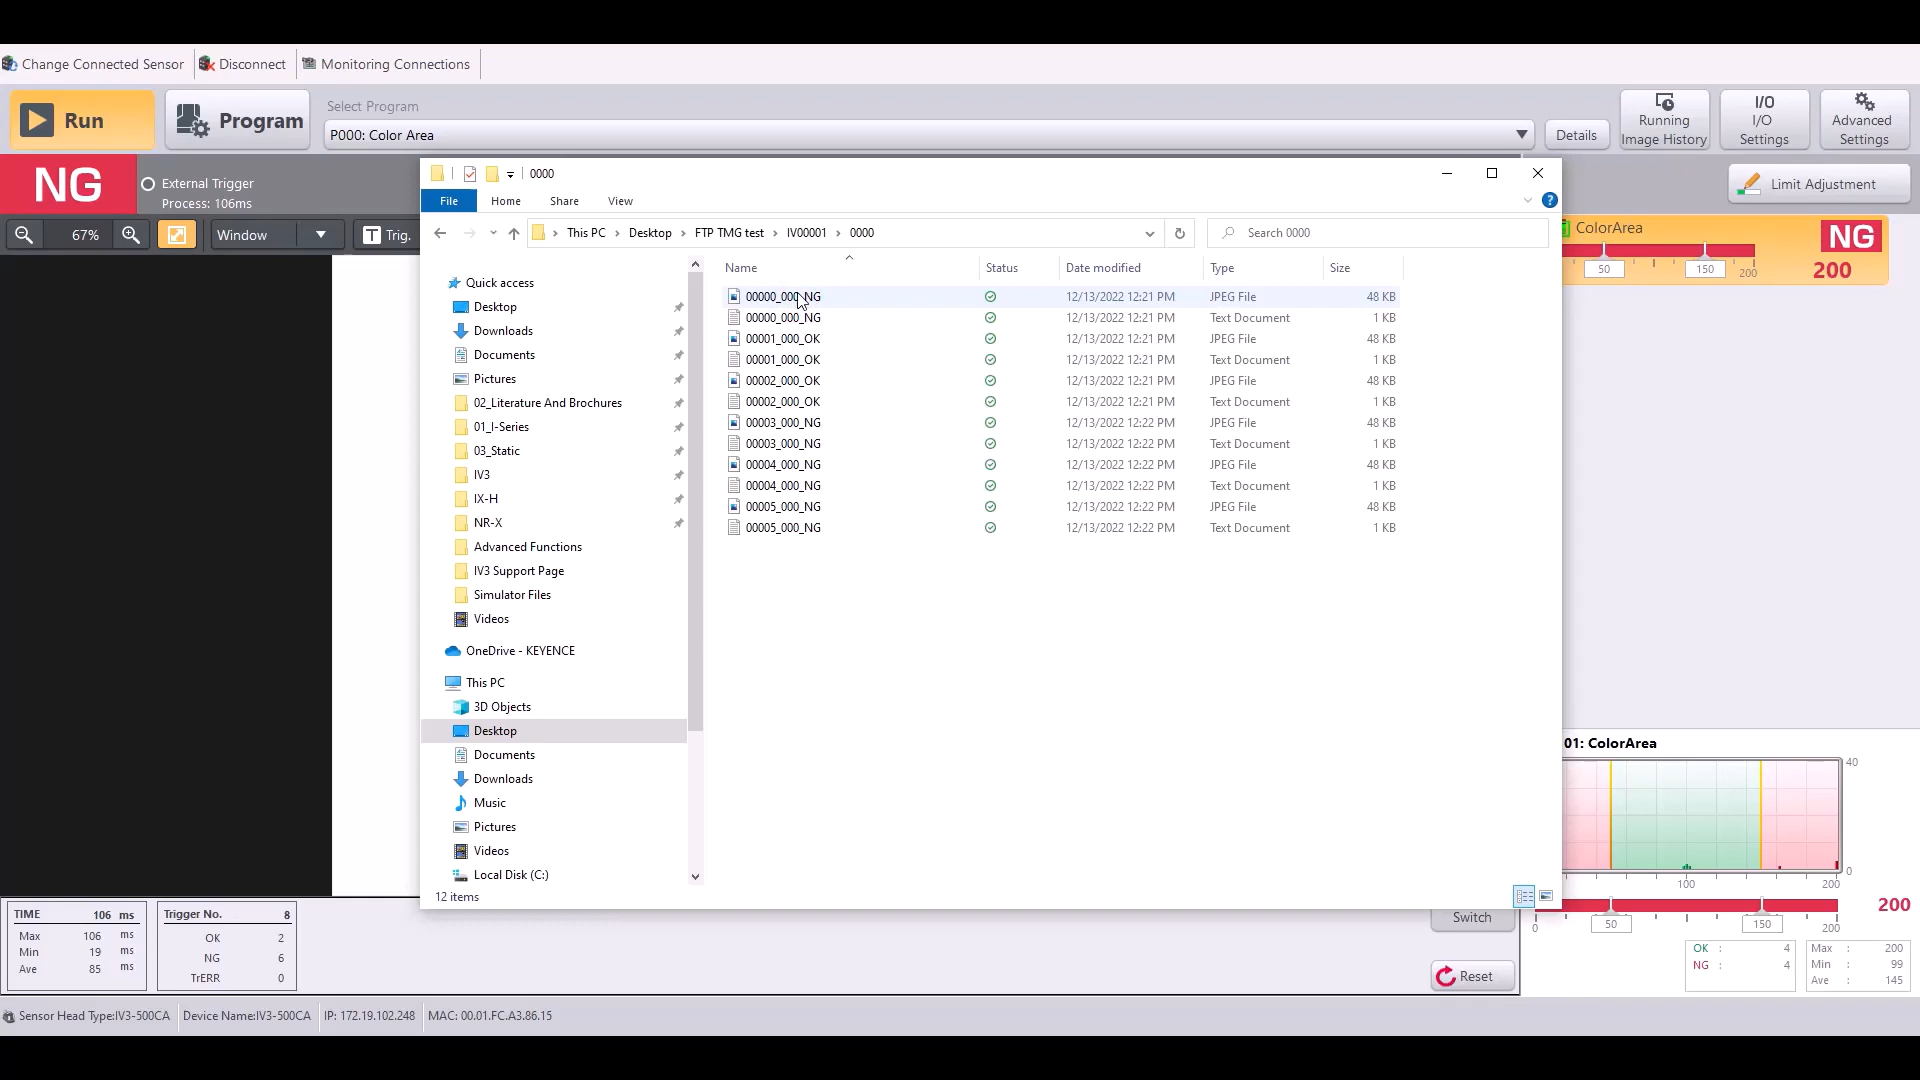 Change Connected Sensor Disconnect Monitoring Connections
Run
Program
Select Program
P000: Color Area
Details
Running
Image History
I/O
I/O
Settings
Advanced
Settings
NG
External Trigger
Process: 106ms
67%
Window
T Trig.
Limit Adjustment
ColorArea
NG
50 150 200
200
0000
File Home Share View
This PC Desktop FTP TMG test IV00001 0000
Search 0000
Quick access
Desktop
Downloads
Documents
Pictures
02_Literature And Brochures
01_I-Series
03_Static
IV3
IX-H
NR-X
Advanced Functions
IV3 Support Page
Simulator Files
Videos
OneDrive - KEYENCE
This PC
3D Objects
Desktop
Documents
Downloads
Music
Pictures
Videos
Local Disk (C:)
Name Status Date modified Type Size
00000_000_NG 12/13/2022 12:21 PM JPEG File 48 KB
00000_000_NG 12/13/2022 12:21 PM Text Document 1 KB
00001_000_OK 12/13/2022 12:21 PM JPEG File 48 KB
00001_000_OK 12/13/2022 12:21 PM Text Document 1 KB
00002_000_OK 12/13/2022 12:21 PM JPEG File 48 KB
00002_000_OK 12/13/2022 12:21 PM Text Document 1 KB
00003_000_NG 12/13/2022 12:22 PM JPEG File 48 KB
00003_000_NG 12/13/2022 12:22 PM Text Document 1 KB
00004_000_NG 12/13/2022 12:22 PM JPEG File 48 KB
00004_000_NG 12/13/2022 12:22 PM Text Document 1 KB
00005_000_NG 12/13/2022 12:22 PM JPEG File 48 KB
00005_000_NG 12/13/2022 12:22 PM Text Document 1 KB
12 items
01: ColorArea
40
0
100 200
200
0 50 150 200
OK : 4
NG : 4
Max : 200
Min : 99
Ave : 145
TIME 106 ms
Max 106 ms
Min 19 ms
Ave 85 ms
Trigger No. 8
OK 2
NG 6
TrERR 0
Switch
Reset
Sensor Head Type:IV3-500CA Device Name:IV3-500CA IP: 172.19.102.248 MAC: 00.01.FC.A3.86.15